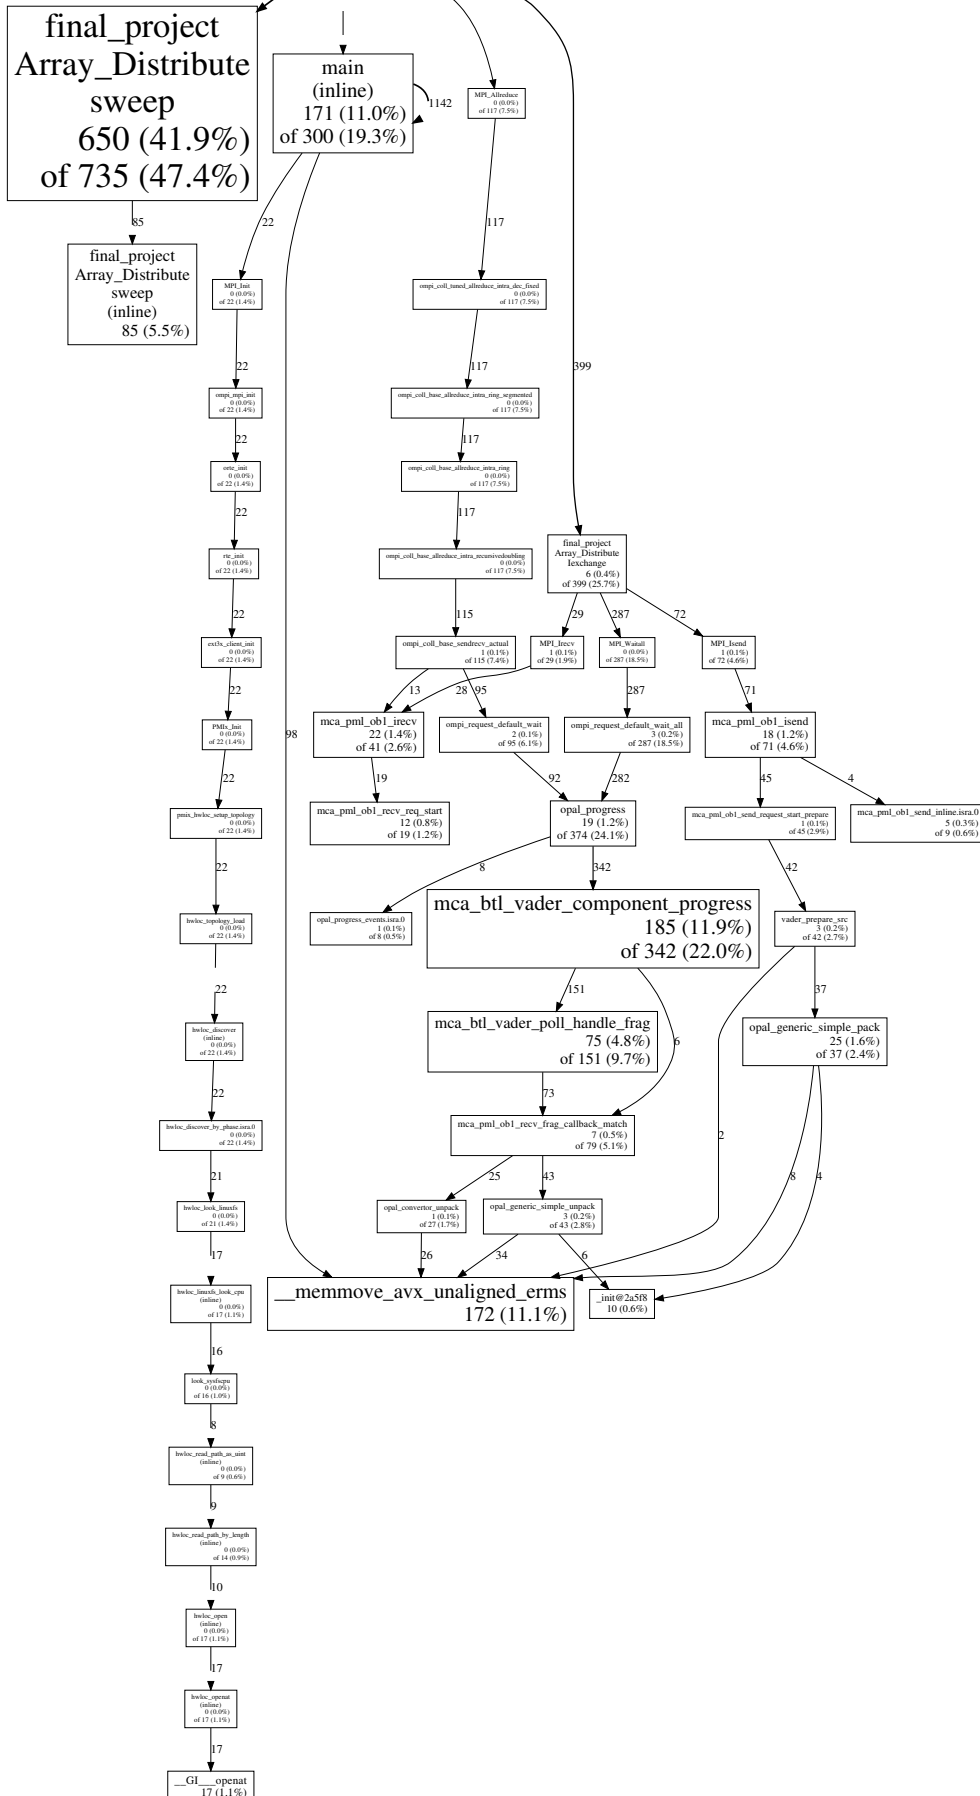 final_project
Array_Distribute
sweep
650 (41.9%)
of 735 (47.4%)
main
(inline)
171 (11.0%)
of 300 (19.3%)
1142
MPI_Allreduce
0 (0.0%)
of 117 (7.5%)
85
22
117
final_project
Array_Distribute
sweep
(inline)
85 (5.5%)
MPI_Init
0 (0.0%)
of 22 (1.4%)
ompi_coll_tuned_allreduce_intra_dec_fixed
0 (0.0%)
of 117 (7.5%)
22
117
399
ompi_mpi_init
0 (0.0%)
of 22 (1.4%)
ompi_coll_base_allreduce_intra_ring_segmented
0 (0.0%)
of 117 (7.5%)
22
117
orte_init
0 (0.0%)
of 22 (1.4%)
ompi_coll_base_allreduce_intra_ring
0 (0.0%)
of 117 (7.5%)
22
117
rte_init
0 (0.0%)
of 22 (1.4%)
ompi_coll_base_allreduce_intra_recursivedoubling
0 (0.0%)
of 117 (7.5%)
final_project
Array_Distribute
Iexchange
6 (0.4%)
of 399 (25.7%)
22
115
29
287
72
ext3x_client_init
0 (0.0%)
of 22 (1.4%)
ompi_coll_base_sendrecv_actual
1 (0.1%)
of 115 (7.4%)
MPI_Irecv
1 (0.1%)
of 29 (1.9%)
MPI_Waitall
0 (0.0%)
of 287 (18.5%)
MPI_Isend
1 (0.1%)
of 72 (4.6%)
22
13
28
95
287
71
98
PMIx_Init
0 (0.0%)
of 22 (1.4%)
mca_pml_ob1_irecv
22 (1.4%)
of 41 (2.6%)
ompi_request_default_wait
2 (0.1%)
of 95 (6.1%)
ompi_request_default_wait_all
3 (0.2%)
of 287 (18.5%)
mca_pml_ob1_isend
18 (1.2%)
of 71 (4.6%)
22
19
92
282
45
4
pmix_hwloc_setup_topology
0 (0.0%)
of 22 (1.4%)
mca_pml_ob1_recv_req_start
12 (0.8%)
of 19 (1.2%)
opal_progress
19 (1.2%)
of 374 (24.1%)
mca_pml_ob1_send_request_start_prepare
1 (0.1%)
of 45 (2.9%)
mca_pml_ob1_send_inline.isra.0
5 (0.3%)
of 9 (0.6%)
22
8
342
42
hwloc_topology_load
0 (0.0%)
of 22 (1.4%)
opal_progress_events.isra.0
1 (0.1%)
of 8 (0.5%)
mca_btl_vader_component_progress
185 (11.9%)
of 342 (22.0%)
vader_prepare_src
3 (0.2%)
of 42 (2.7%)
22
151
6
37
hwloc_discover
(inline)
0 (0.0%)
of 22 (1.4%)
mca_btl_vader_poll_handle_frag
75 (4.8%)
of 151 (9.7%)
opal_generic_simple_pack
25 (1.6%)
of 37 (2.4%)
22
73
2
hwloc_discover_by_phase.isra.0
0 (0.0%)
of 22 (1.4%)
mca_pml_ob1_recv_frag_callback_match
7 (0.5%)
of 79 (5.1%)
21
25
43
8
4
hwloc_look_linuxfs
0 (0.0%)
of 21 (1.4%)
opal_convertor_unpack
1 (0.1%)
of 27 (1.7%)
opal_generic_simple_unpack
3 (0.2%)
of 43 (2.8%)
17
26
34
6
hwloc_linuxfs_look_cpu
(inline)
0 (0.0%)
of 17 (1.1%)
__memmove_avx_unaligned_erms
172 (11.1%)
_init@2a5f8
10 (0.6%)
16
look_sysfscpu
0 (0.0%)
of 16 (1.0%)
8
hwloc_read_path_as_uint
(inline)
0 (0.0%)
of 9 (0.6%)
9
hwloc_read_path_by_length
(inline)
0 (0.0%)
of 14 (0.9%)
10
hwloc_open
(inline)
0 (0.0%)
of 17 (1.1%)
17
hwloc_openat
(inline)
0 (0.0%)
of 17 (1.1%)
17
__GI___openat
17 (1.1%)